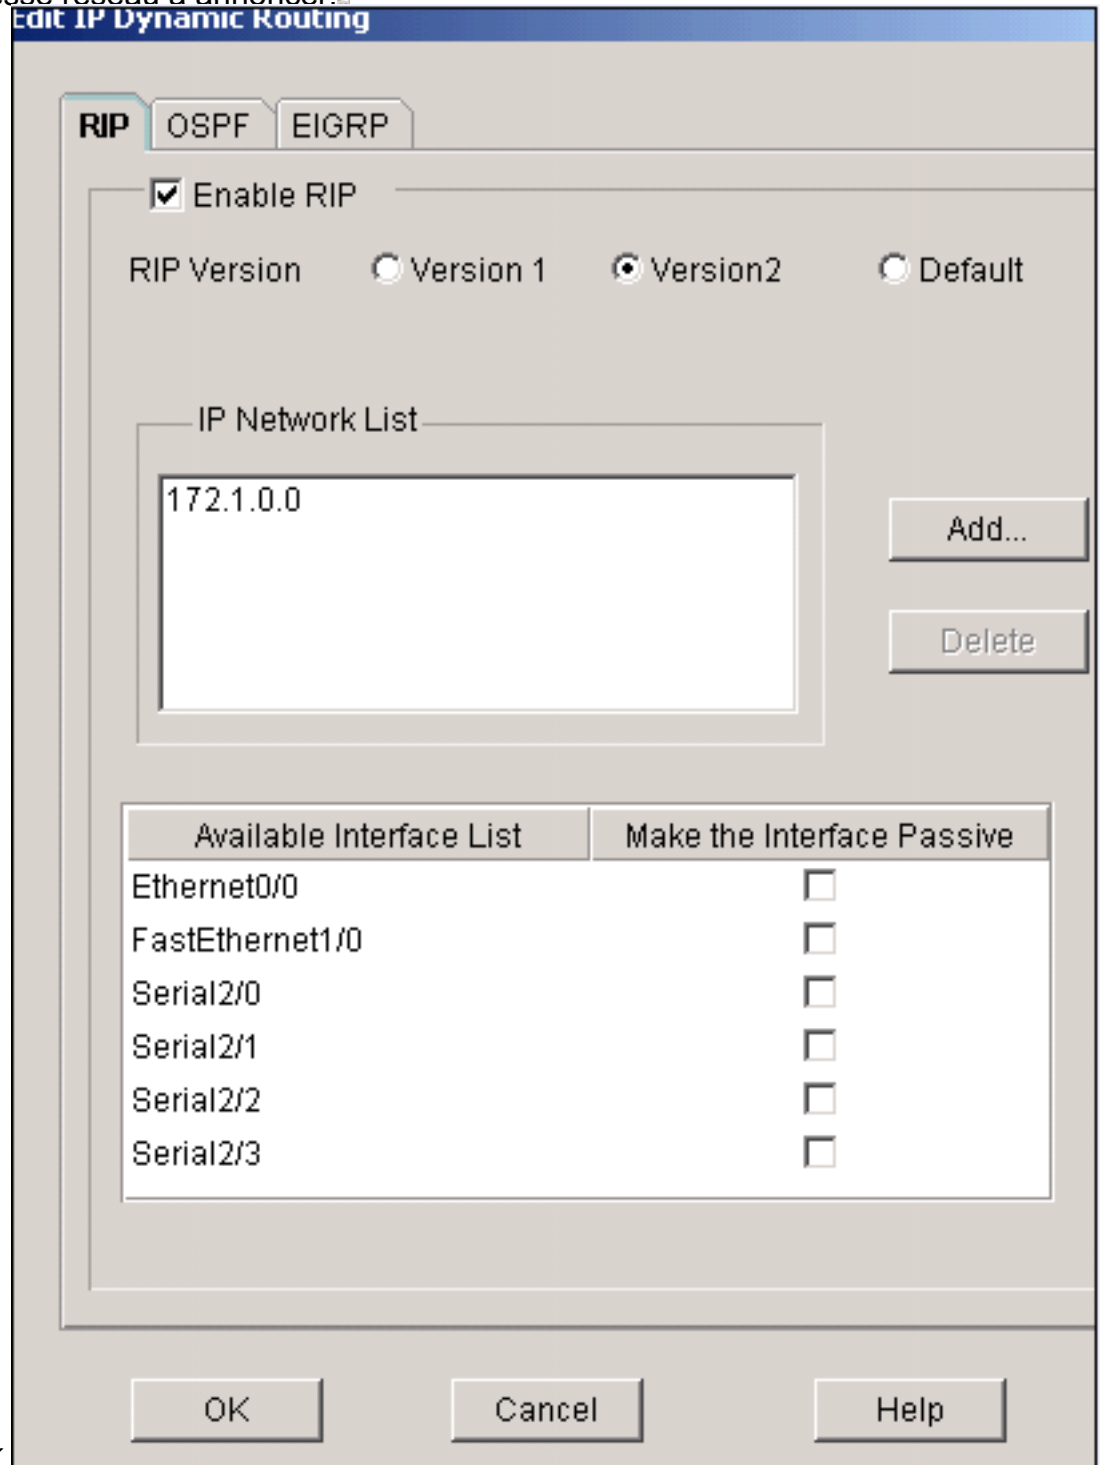 Edit IP Dynamic Routing
RIP OSPF EIGRP
Enable RIP
RIP Version Version 1 Version2 Default
IP Network List
172.1.0.0
Add...
Delete
Available Interface List Make the Interface Passive
Ethernet0/0
FastEthernet1/0
Serial2/0
Serial2/1
Serial2/2
Serial2/3
OK Cancel Help